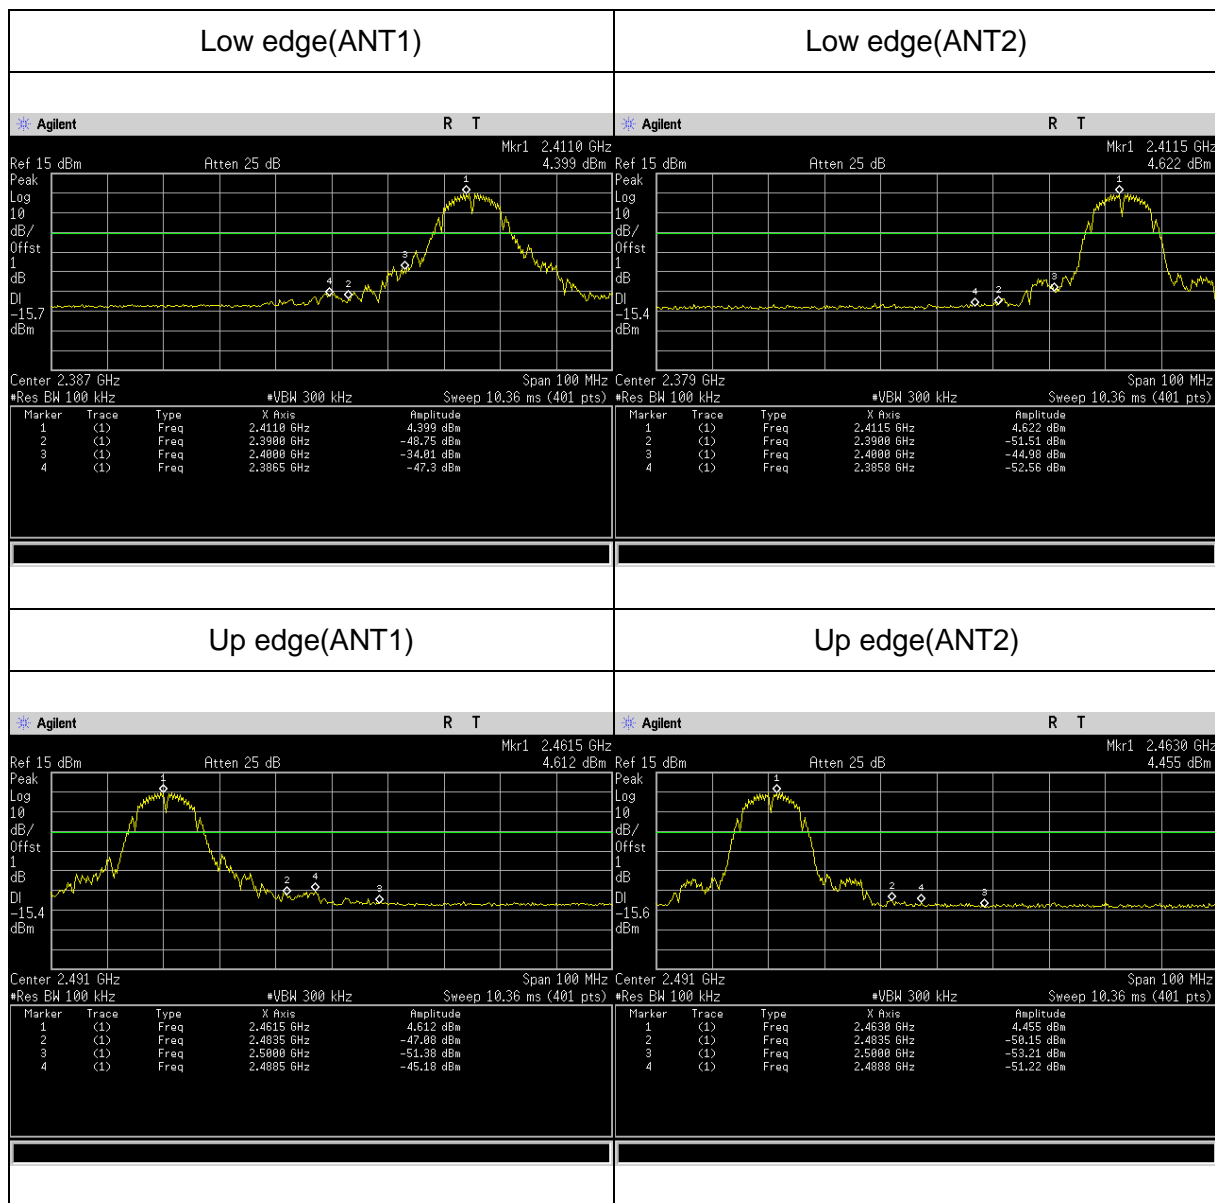 Low edge(ANT1)
Low edge(ANT2)
Agilent R T
Mkr1 2.4110 GHz
Ref 15 dBm Atten 25 dB 4.399 dBm
Peak
Log
10
dB/
Offst
1
dB
DI
-15.7
dBm
1
2
3
4
Center 2.387 GHz Span 100 MHz
#Res BW 100 kHz #VBW 300 kHz Sweep 10.36 ms (401 pts)
Marker Trace Type X Axis Amplitude
1 (1) Freq 2.4110 GHz 4.399 dBm
2 (1) Freq 2.3900 GHz -48.75 dBm
3 (1) Freq 2.4000 GHz -34.01 dBm
4 (1) Freq 2.3865 GHz -47.3 dBm
Agilent R T
Mkr1 2.4115 GHz
Ref 15 dBm Atten 25 dB 4.622 dBm
Peak
Log
10
dB/
Offst
1
dB
DI
-15.4
dBm
1
3
4
2
Center 2.379 GHz Span 100 MHz
#Res BW 100 kHz #VBW 300 kHz Sweep 10.36 ms (401 pts)
Marker Trace Type X Axis Amplitude
1 (1) Freq 2.4115 GHz 4.622 dBm
2 (1) Freq 2.3900 GHz -51.51 dBm
3 (1) Freq 2.4000 GHz -44.98 dBm
4 (1) Freq 2.3858 GHz -52.56 dBm
Up edge(ANT1)
Up edge(ANT2)
Agilent R T
Mkr1 2.4615 GHz
Ref 15 dBm Atten 25 dB 4.612 dBm
Peak
Log
10
dB/
Offst
1
dB
DI
-15.4
dBm
1
2
4
3
Center 2.491 GHz Span 100 MHz
#Res BW 100 kHz #VBW 300 kHz Sweep 10.36 ms (401 pts)
Marker Trace Type X Axis Amplitude
1 (1) Freq 2.4615 GHz 4.612 dBm
2 (1) Freq 2.4835 GHz -47.08 dBm
3 (1) Freq 2.5000 GHz -51.38 dBm
4 (1) Freq 2.4885 GHz -45.18 dBm
Agilent R T
Mkr1 2.4630 GHz
Ref 15 dBm Atten 25 dB 4.455 dBm
Peak
Log
10
dB/
Offst
1
dB
DI
-15.6
dBm
1
2
4
3
Center 2.491 GHz Span 100 MHz
#Res BW 100 kHz #VBW 300 kHz Sweep 10.36 ms (401 pts)
Marker Trace Type X Axis Amplitude
1 (1) Freq 2.4630 GHz 4.455 dBm
2 (1) Freq 2.4835 GHz -50.15 dBm
3 (1) Freq 2.5000 GHz -53.21 dBm
4 (1) Freq 2.4888 GHz -51.22 dBm